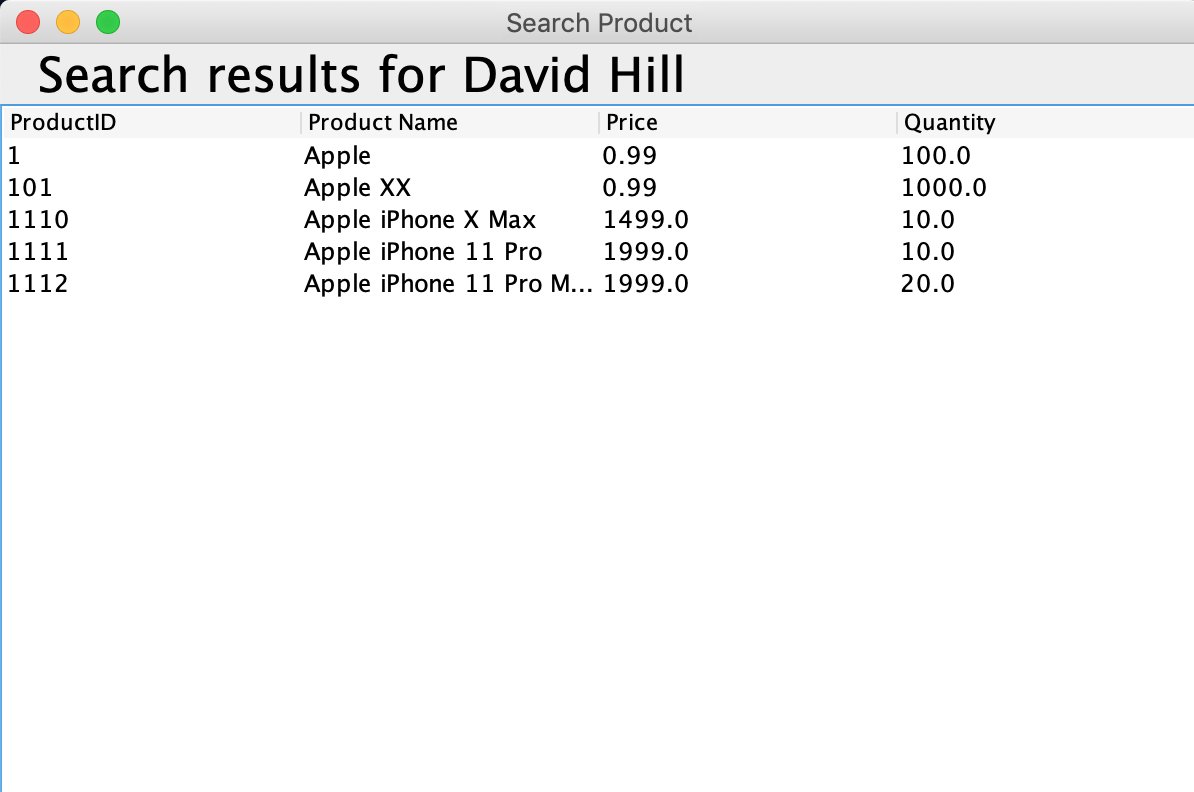 Search Product
Search results for David Hill
ProductID Product Name Price Quantity
1 Apple 0.99 100.0
101 Apple XX 0.99 1000.0
1110 Apple iPhone X Max 1499.0 10.0
1111 Apple iPhone 11 Pro 1999.0 10.0
1112 Apple iPhone 11 Pro M... 1999.0 20.0